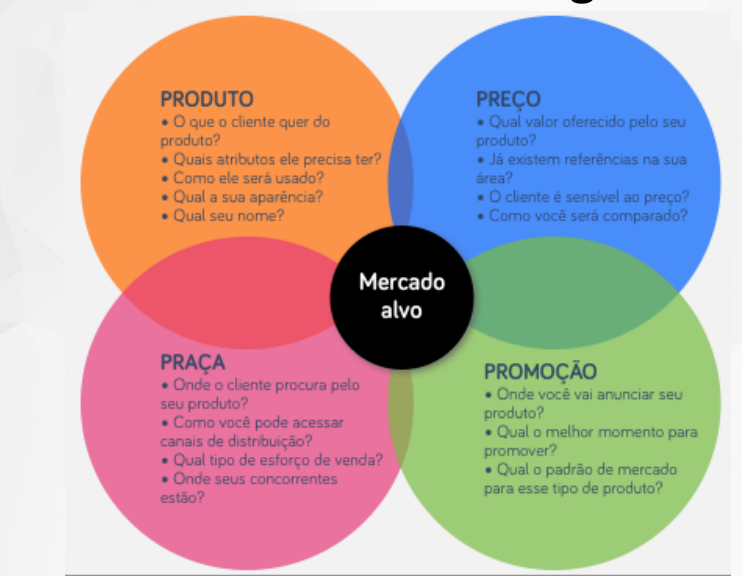 PRODUTO
• O que o cliente quer do
produto?
• Quais atributos ele precisa ter?
• Como ele será usado?
• Qual a sua aparência?
• Qual seu nome?
PREÇO
• Qual valor oferecido pelo seu
produto?
• Já existem referências na sua
área?
• O cliente é sensível ao preço?
• Como você será comparado?
Mercado
alvo
PRAÇA
• Onde o cliente procura pelo
seu produto?
• Como você pode acessar
canais de distribuição?
• Qual tipo de esforço de venda?
• Onde seus concorrentes
estão?
PROMOÇÃO
• Onde você vai anunciar seu
produto?
• Qual o melhor momento para
promover?
• Qual o padrão de mercado
para esse tipo de produto?